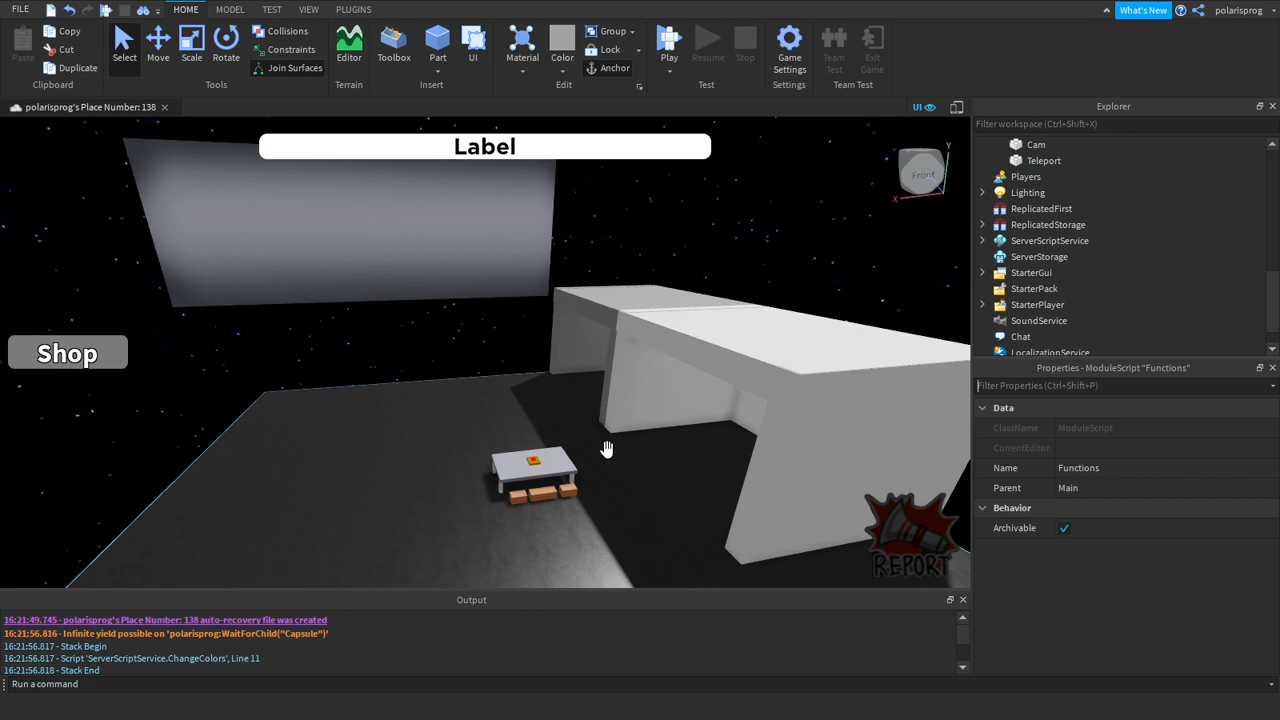 FILE
HOME MODEL TEST VIEW PLUGINS
What's New
polarisprog
Paste
Copy
Cut
Duplicate
Clipboard
Select
Move
Scale
Rotate
Collisions
Constraints
Join Surfaces
Tools
Editor
Terrain
Toolbox
Part
UI
Insert
Material
Color
Group
Lock
Anchor
Edit
Play
Resume
Stop
Test
Game
Settings
Settings
Team
Test
Exit
Game
Team Test
polarisprog's Place Number: 138
UI
Label
Front
Y
X
Shop
REPORT
Explorer
Filter workspace (Ctrl+Shift+X)
Cam
Teleport
Players
Lighting
ReplicatedFirst
ReplicatedStorage
ServerScriptService
ServerStorage
StarterGui
StarterPack
StarterPlayer
SoundService
Chat
LocalizationService
Properties - ModuleScript "Functions"
Filter Properties (Ctrl+Shift+P)
Data
ClassName ModuleScript
CurrentEditor
Name Functions
Parent Main
Behavior
Archivable
Output
16:21:49.745 - polarisprog's Place Number: 138 auto-recovery file was created
16:21:56.816 - Infinite yield possible on 'polarisprog:WaitForChild("Capsule")'
16:21:56.817 - Stack Begin
16:21:56.817 - Script 'ServerScriptService.ChangeColors', Line 11
16:21:56.818 - Stack End
Run a command